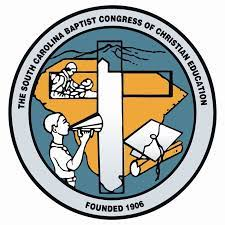 THE SOUTH CAROLINA BAPTIST CONGRESS OF CHRISTIAN EDUCATION
FOUNDED 1906